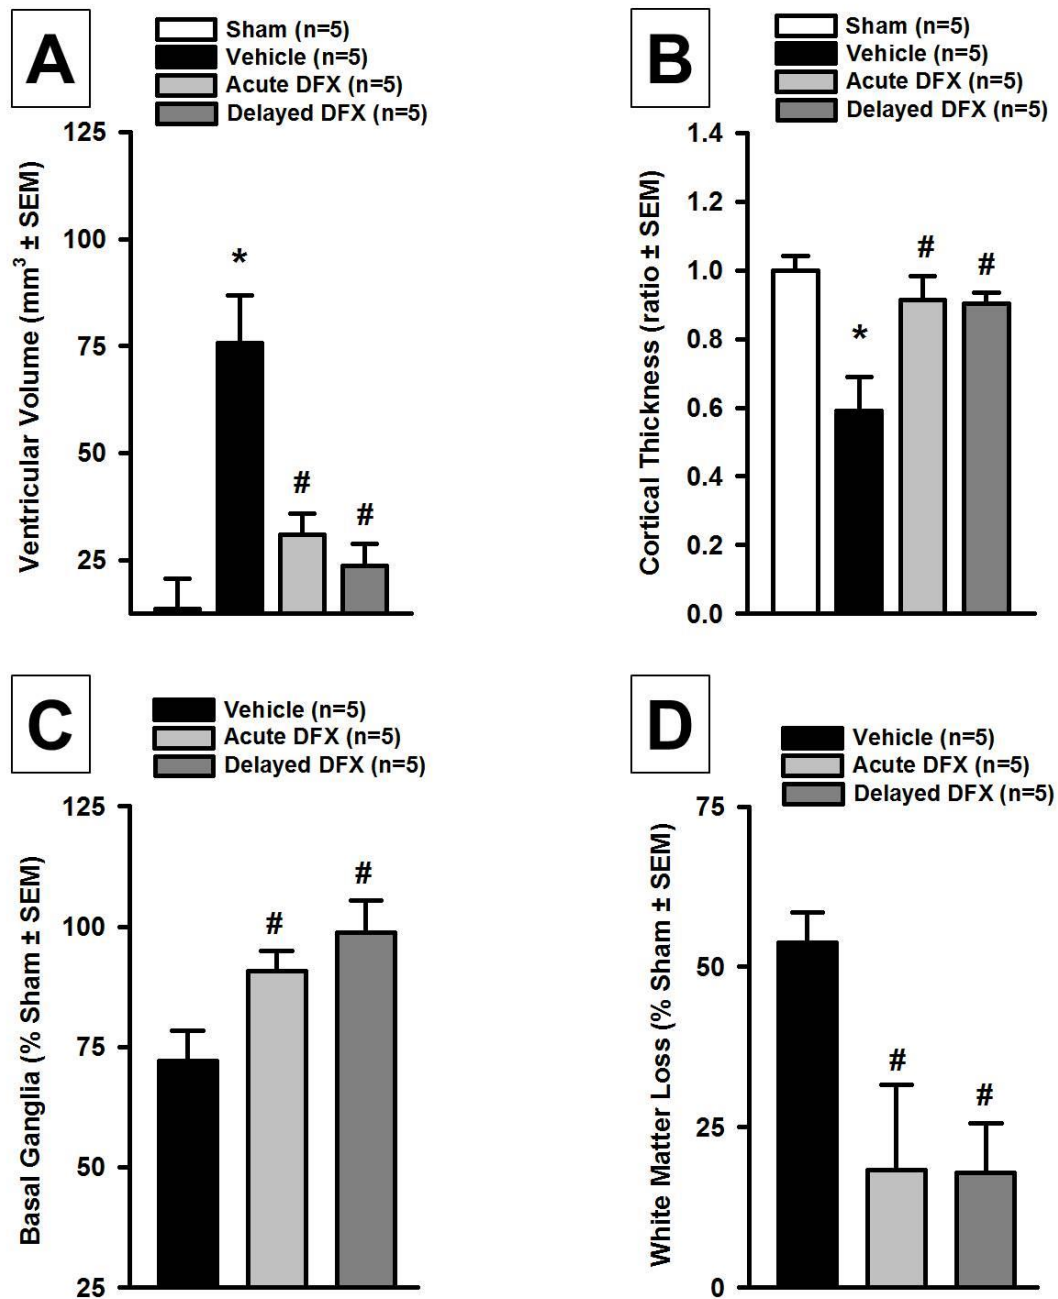 A
Sham (n=5)
Vehicle (n=5)
Acute DFX (n=5)
Delayed DFX (n=5)
Ventricular Volume (mm³ ± SEM)
125
100
75
50
25
*
#
#
B
Sham (n=5)
Vehicle (n=5)
Acute DFX (n=5)
Delayed DFX (n=5)
Cortical Thickness (ratio ± SEM)
1.4
1.2
1.0
0.8
0.6
0.4
0.2
0.0
*
#
#
C
Vehicle (n=5)
Acute DFX (n=5)
Delayed DFX (n=5)
Basal Ganglia (% Sham ± SEM)
125
100
75
50
25
#
#
D
Vehicle (n=5)
Acute DFX (n=5)
Delayed DFX (n=5)
White Matter Loss (% Sham ± SEM)
75
50
25
0
#
#